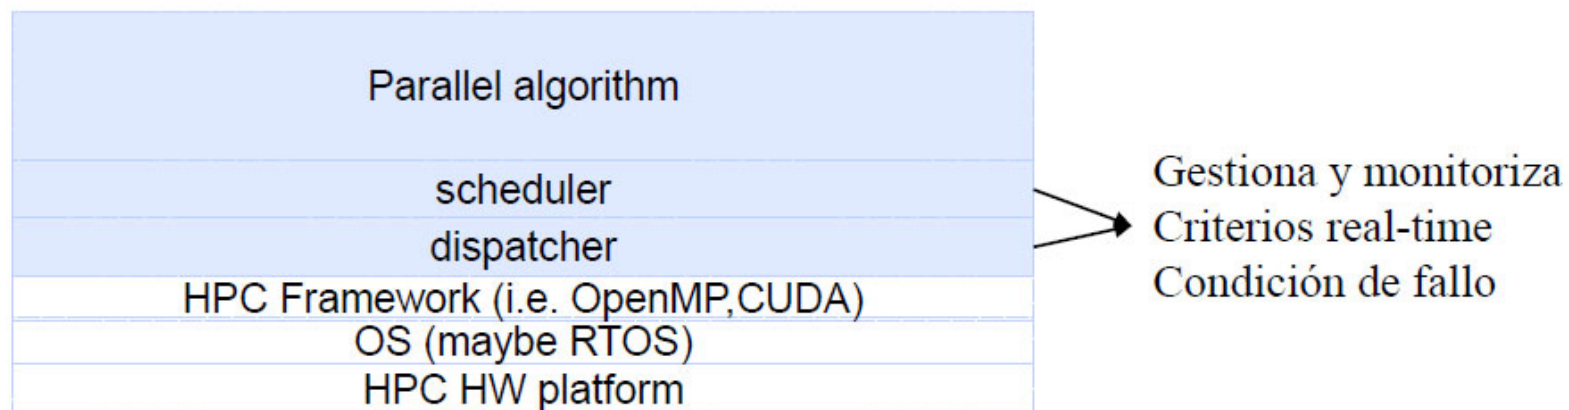 Parallel algorithm
scheduler
dispatcher
HPC Framework (i.e. OpenMP,CUDA)
OS (maybe RTOS)
HPC HW platform
Gestiona y monitoriza
Criterios real-time
Condición de fallo